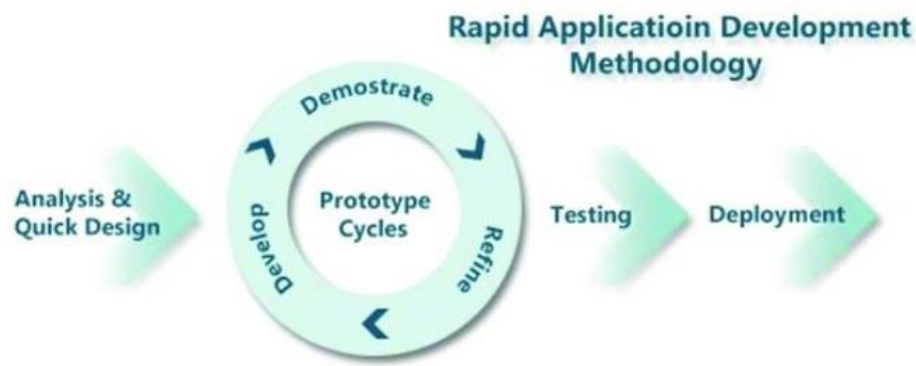 Rapid Applicatioin Development
Methodology
Analysis &
Quick Design
Demostrate
Develop
Refine
Prototype
Cycles
Testing
Deployment